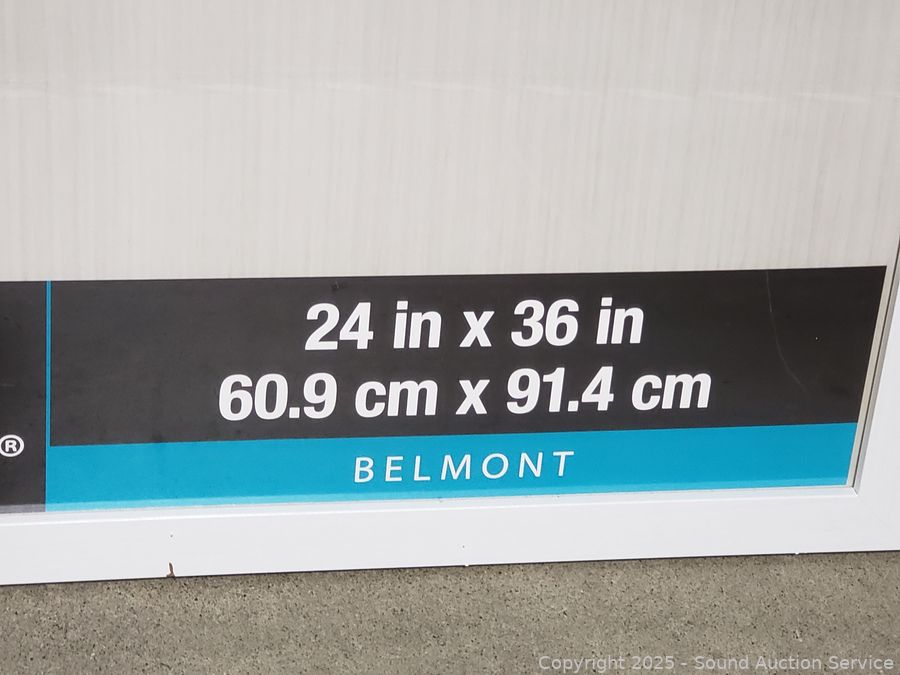 24 in x 36 in
60.9 cm x 91.4 cm
®
BELMONT
Copyright 2025 - Sound Auction Service